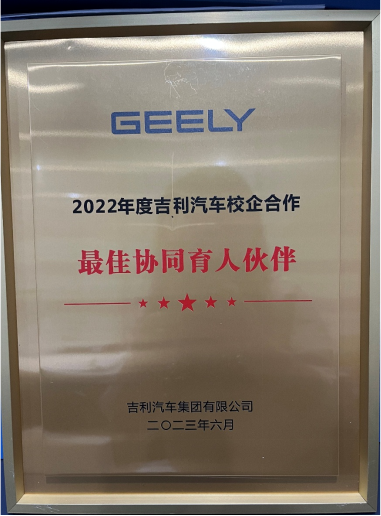 GEELY
2022年度吉利汽车校企合作
最佳协同育人伙伴
吉利汽车集团有限公司
二〇二三年六月